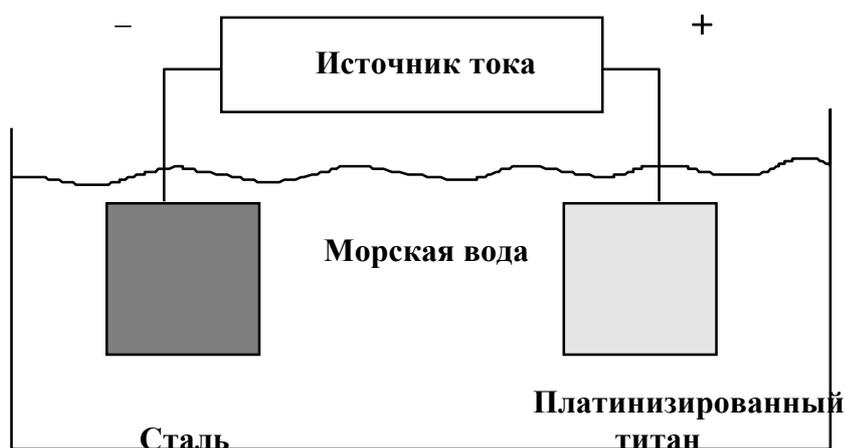 – +
Источник тока
Морская вода
Платинизированный
Сталь титан